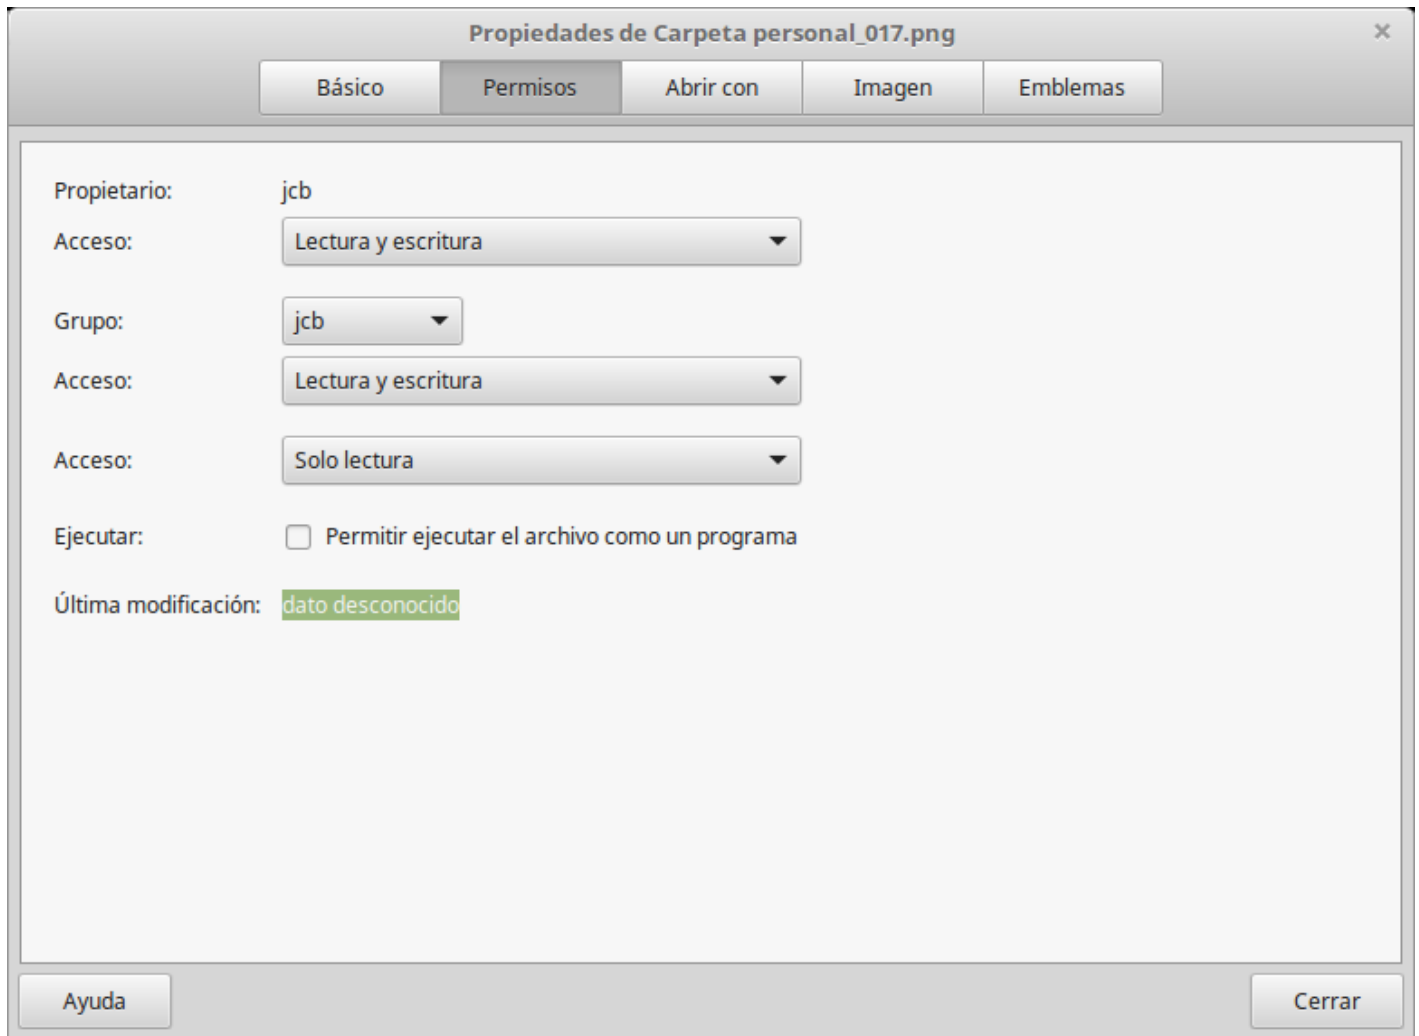 Propiedades de Carpeta personal_017.png
Básico Permisos Abrir con Imagen Emblemas
Propietario: jcb
Acceso: Lectura y escritura
Grupo: jcb
Acceso: Lectura y escritura
Acceso: Solo lectura
Ejecutar: Permitir ejecutar el archivo como un programa
Última modificación: dato desconocido
Ayuda Cerrar